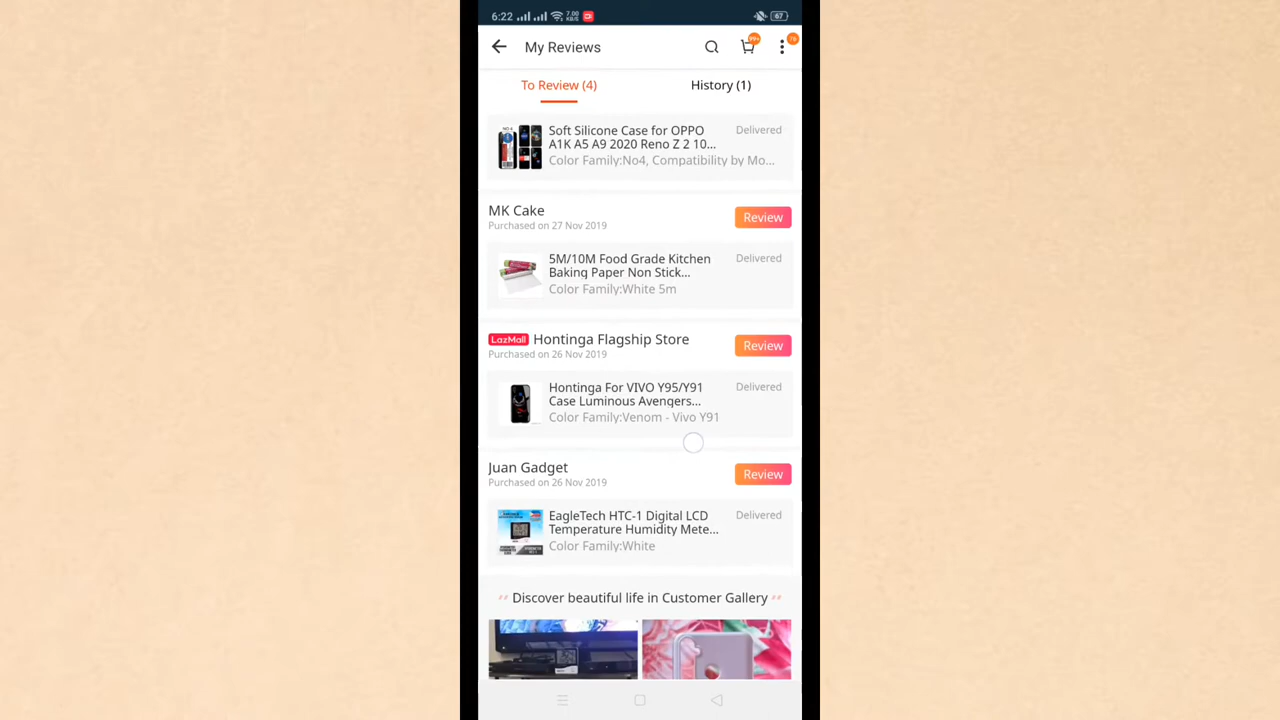 6:22 7.00 KB/S 67
My Reviews 99+
To Review (4) History (1)
Soft Silicone Case for OPPO Delivered
A1K A5 A9 2020 Reno Z 2 10...
Color Family:No4, Compatibility by Mo...
MK Cake Review
Purchased on 27 Nov 2019
5M/10M Food Grade Kitchen Delivered
Baking Paper Non Stick...
Color Family:White 5m
LazMall Hontinga Flagship Store Review
Purchased on 26 Nov 2019
Hontinga For VIVO Y95/Y91 Delivered
Case Luminous Avengers...
Color Family:Venom - Vivo Y91
Juan Gadget Review
Purchased on 26 Nov 2019
EagleTech HTC-1 Digital LCD Delivered
Temperature Humidity Mete...
Color Family:White
" Discover beautiful life in Customer Gallery "